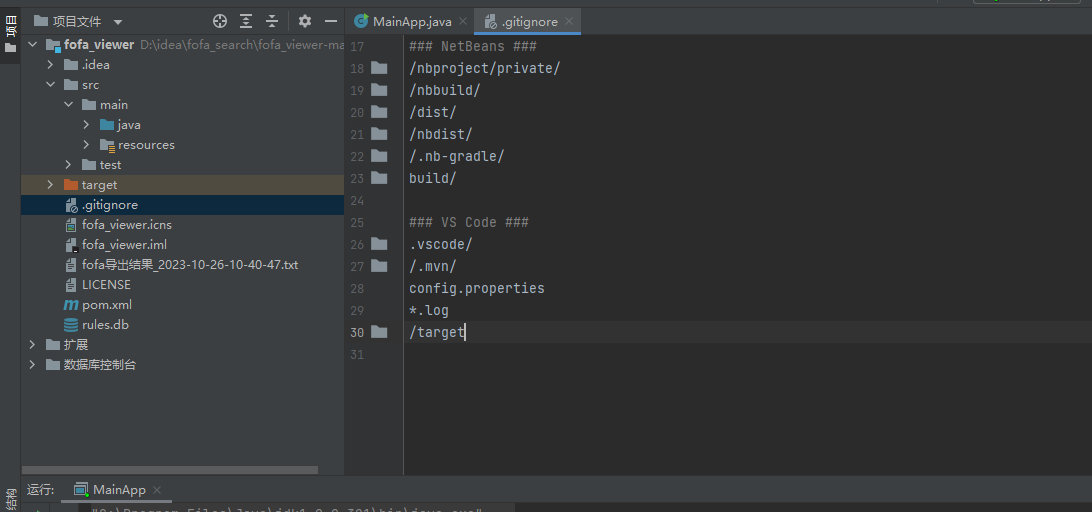 项目
项目文件
MainApp.java
.gitignore
fofa_viewer D:\idea\fofa_search\fofa_viewer-ma
.idea
src
main
java
resources
test
target
.gitignore
fofa_viewer.icns
fofa_viewer.iml
fofa导出结果_2023-10-26-10-40-47.txt
LICENSE
pom.xml
rules.db
扩展
数据库控制台
17 ### NetBeans ###
18 /nbproject/private/
19 /nbbuild/
20 /dist/
21 /nbdist/
22 /.nb-gradle/
23 build/
24
25 ### VS Code ###
26 .vscode/
27 /.mvn/
28 config.properties
29 *.log
30 /target
31
结构
运行: MainApp